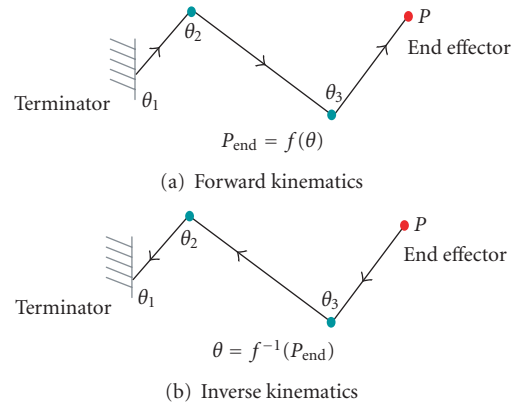 P
θ2
End effector
θ3
Terminator
θ1
Pend = f(θ)
(a) Forward kinematics
P
θ2
End effector
θ3
Terminator
θ1
θ = f⁻¹(Pend)
(b) Inverse kinematics